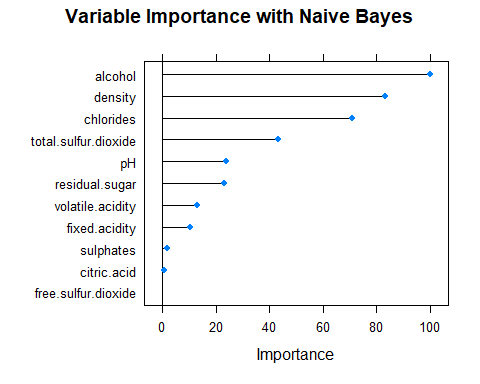 Variable Importance with Naive Bayes
alcohol
density
chlorides
total.sulfur.dioxide
pH
residual.sugar
volatile.acidity
fixed.acidity
sulphates
citric.acid
free.sulfur.dioxide
0 20 40 60 80 100
Importance